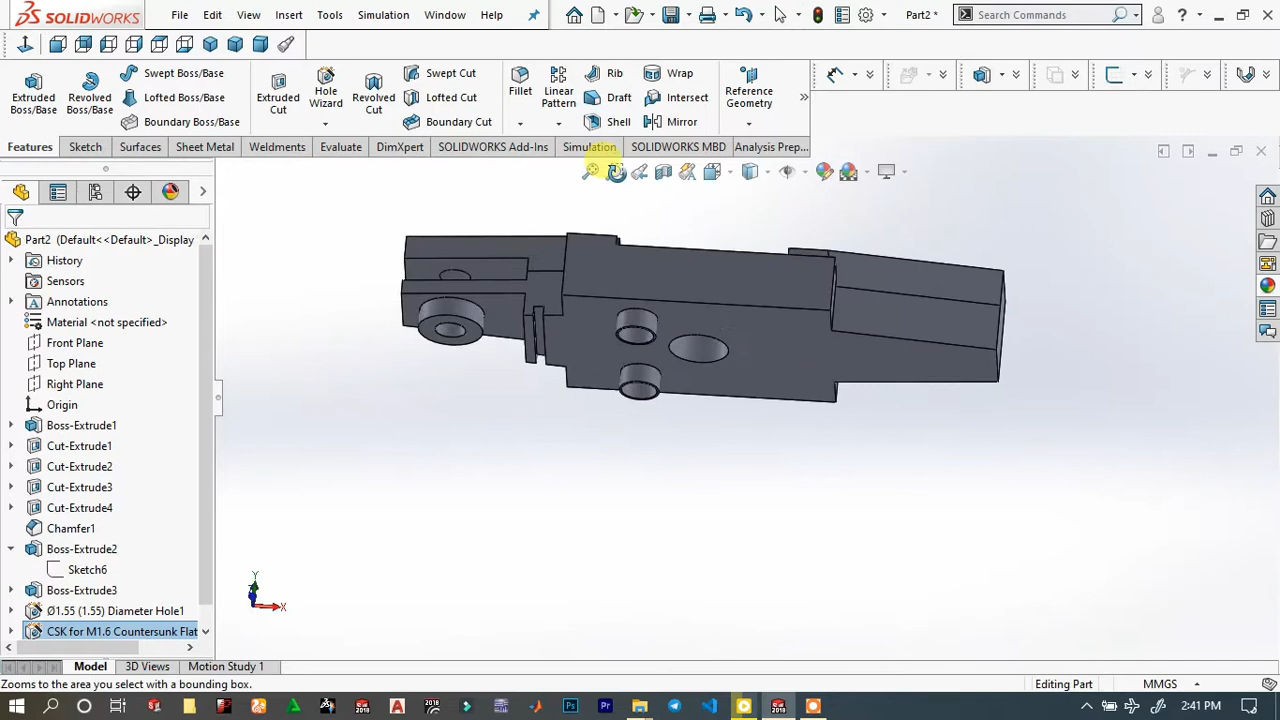 SOLIDWORKS File Edit View Insert Tools Simulation Window Help Part2 * Search Commands
Extruded Boss/Base
Revolved Boss/Base
Swept Boss/Base
Lofted Boss/Base
Boundary Boss/Base
Extruded Cut
Hole Wizard
Revolved Cut
Swept Cut
Lofted Cut
Boundary Cut
Fillet
Linear Pattern
Rib
Draft
Shell
Wrap
Intersect
Mirror
Reference Geometry
Features Sketch Surfaces Sheet Metal Weldments Evaluate DimXpert SOLIDWORKS Add-Ins Simulation SOLIDWORKS MBD Analysis Prep...
Part2 (Default<<Default>_Display
History
Sensors
Annotations
Material <not specified>
Front Plane
Top Plane
Right Plane
Origin
Boss-Extrude1
Cut-Extrude1
Cut-Extrude2
Cut-Extrude3
Cut-Extrude4
Chamfer1
Boss-Extrude2
Sketch6
Boss-Extrude3
Ø1.55 (1.55) Diameter Hole1
CSK for M1.6 Countersunk Flat
Y
X
Model 3D Views Motion Study 1
Zooms to the area you select with a bounding box. Editing Part MMGS
2:41 PM